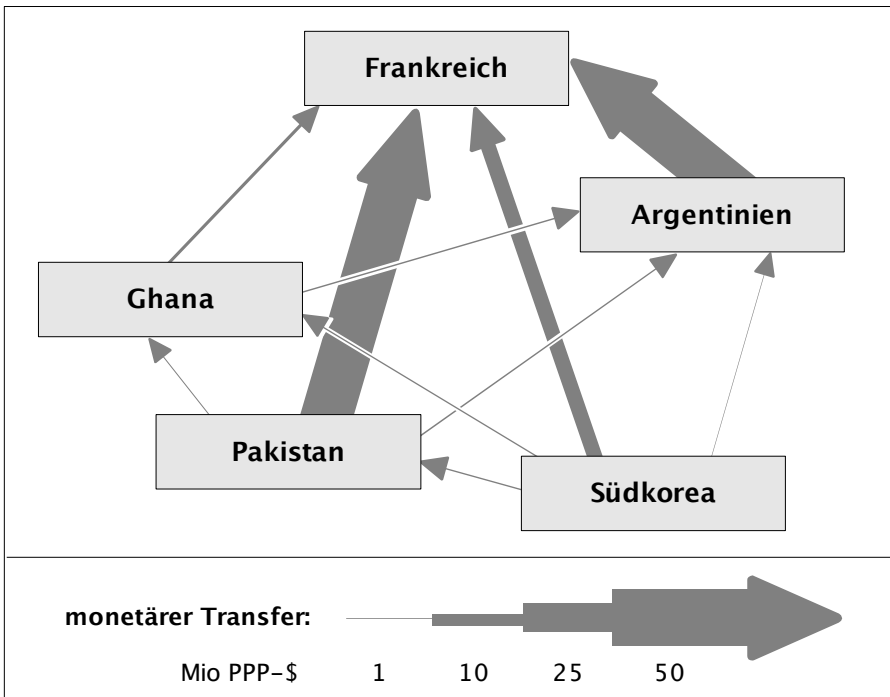 Frankreich
Argentinien
Ghana
Pakistan
Südkorea
monetärer Transfer:
Mio PPP-$ 1 10 25 50